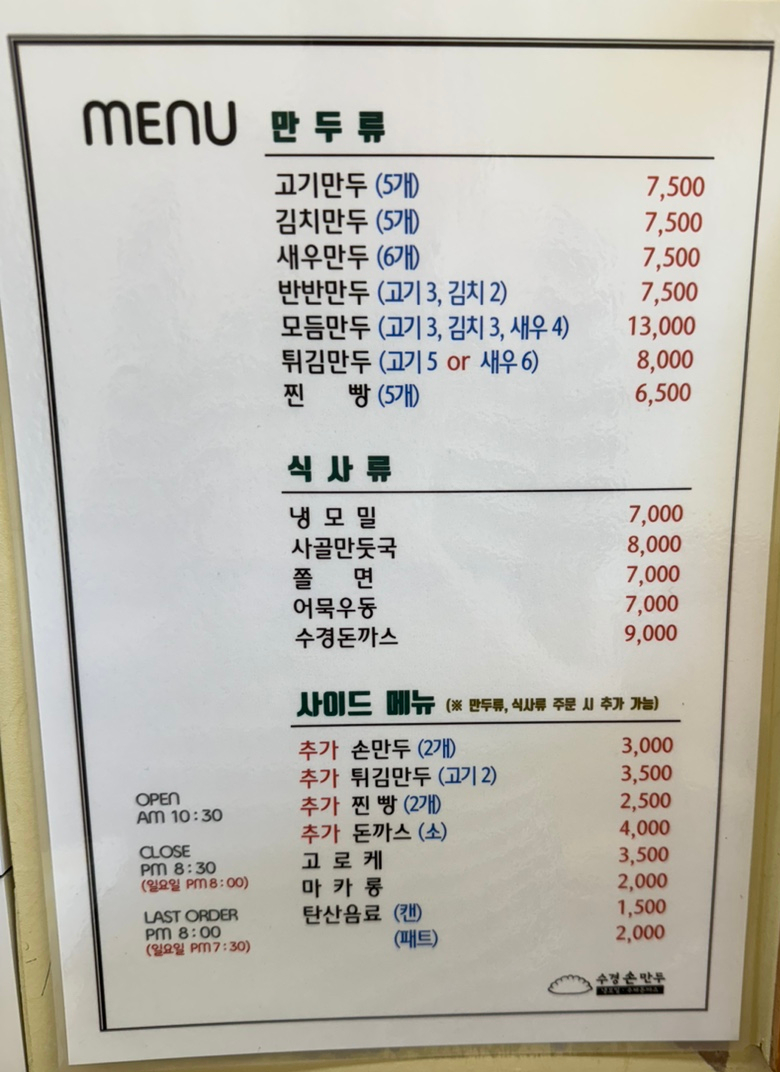 MENU
만두류
고기만두 (5개) 7,500
김치만두 (5개) 7,500
새우만두 (6개) 7,500
반반만두 (고기 3, 김치 2) 7,500
모듬만두 (고기 3, 김치 3, 새우 4) 13,000
튀김만두 (고기 5 or 새우 6) 8,000
찐 빵 (5개) 6,500
식사류
냉모밀 7,000
사골만둣국 8,000
쫄 면 7,000
어묵우동 7,000
수경돈까스 9,000
사이드 메뉴 (※ 만두류, 식사류 주문 시 추가 가능)
추가 손만두 (2개) 3,000
추가 튀김만두 (고기 2) 3,500
추가 찐빵 (2개) 2,500
추가 돈까스 (소) 4,000
고로케 3,500
마카롱 2,000
탄산음료 (캔) 1,500
(패트) 2,000
OPEN
AM 10:30
CLOSE
PM 8:30
(일요일 PM 8:00)
LAST ORDER
PM 8:00
(일요일 PM 7:30)
수경손만두